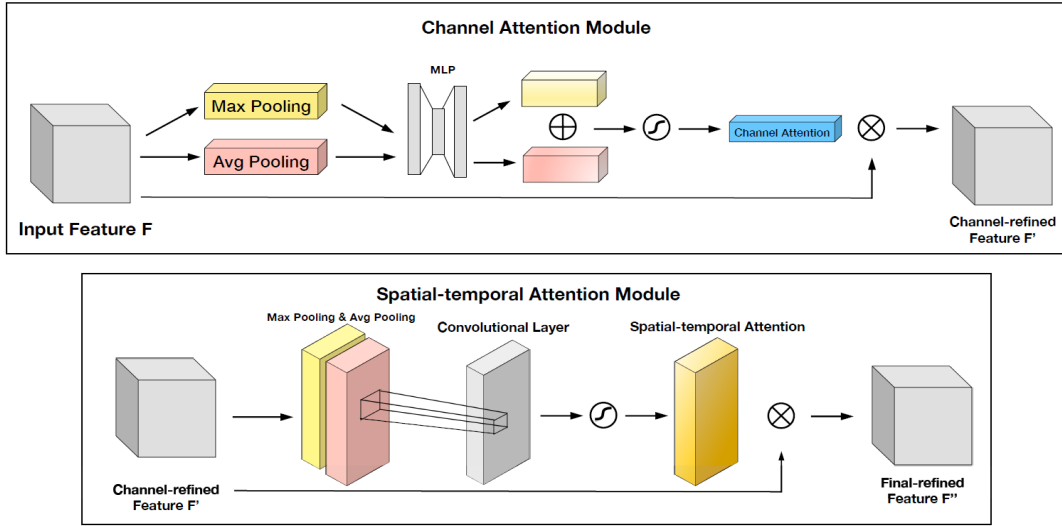 Channel Attention Module
MLP
Max Pooling
Avg Pooling
Channel Attention
Input Feature F
Channel-refined
Feature F'
Spatial-temporal Attention Module
Max Pooling & Avg Pooling
Convolutional Layer
Spatial-temporal Attention
Channel-refined
Feature F'
Final-refined
Feature F''